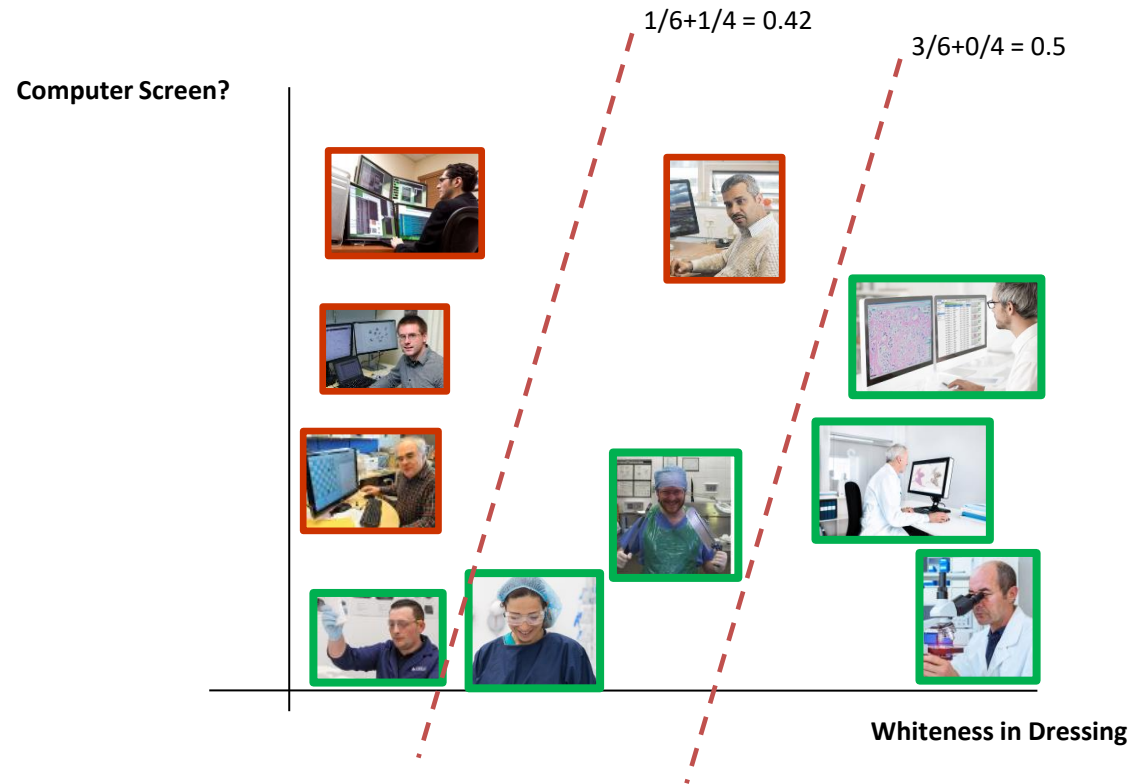 1/6+1/4 = 0.42
3/6+0/4 = 0.5
Computer Screen?
Whiteness in Dressing